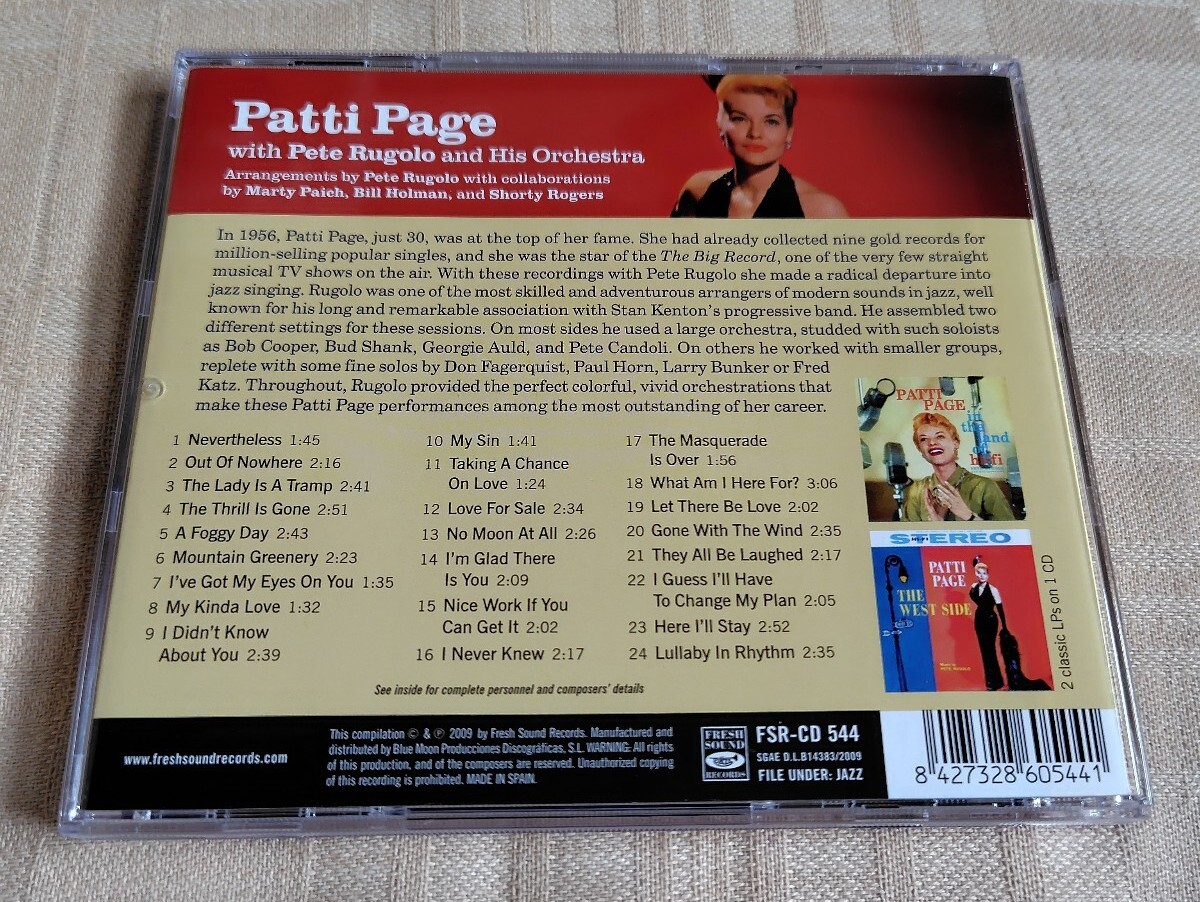 Patti Page
with Pete Rugolo and His Orchestra
Arrangements by Pete Rugolo with collaborations
by Marty Paich, Bill Holman, and Shorty Rogers
In 1956, Patti Page, just 30, was at the top of her fame. She had already collected nine gold records for
million-selling popular singles, and she was the star of the The Big Record, one of the very few straight
musical TV shows on the air. With these recordings with Pete Rugolo she made a radical departure into
jazz singing. Rugolo was one of the most skilled and adventurous arrangers of modern sounds in jazz, well
known for his long and remarkable association with Stan Kenton's progressive band. He assembled two
different settings for these sessions. On most sides he used a large orchestra, studded with such soloists
as Bob Cooper, Bud Shank, Georgie Auld, and Pete Candoli. On others he worked with smaller groups,
replete with some fine solos by Don Fagerquist, Paul Horn, Larry Bunker or Fred
Katz. Throughout, Rugolo provided the perfect colorful, vivid orchestrations that
make these Patti Page performances among the most outstanding of her career.
1 Nevertheless 1:45
2 Out Of Nowhere 2:16
3 The Lady Is A Tramp 2:41
4 The Thrill Is Gone 2:51
5 A Foggy Day 2:43
6 Mountain Greenery 2:23
7 I've Got My Eyes On You 1:35
8 My Kinda Love 1:32
9 I Didn't Know
About You 2:39
10 My Sin 1:41
11 Taking A Chance
On Love 1:24
12 Love For Sale 2:34
13 No Moon At All 2:26
14 I'm Glad There
Is You 2:09
15 Nice Work If You
Can Get It 2:02
16 I Never Knew 2:17
17 The Masquerade
Is Over 1:56
18 What Am I Here For? 3:06
19 Let There Be Love 2:02
20 Gone With The Wind 2:35
21 They All Be Laughed 2:17
22 I Guess I'll Have
To Change My Plan 2:05
23 Here I'll Stay 2:52
24 Lullaby In Rhythm 2:35
PATTI
PAGE
in
the
land
of
hi-fi
STEREO
PATTI
PAGE
THE
WEST SIDE
2 classic LPs on 1 CD
See inside for complete personnel and composers' details
www.freshsoundrecords.com
This compilation © & ℗ 2009 by Fresh Sound Records. Manufactured and
distributed by Blue Moon Producciones Discográficas, S.L. WARNING: All rights
of this production, and of the composers are reserved. Unauthorized copying
of this recording is prohibited. MADE IN SPAIN.
FRESH
SOUND
RECORDS
FSR-CD 544
SGAE D.L.B14383/2009
FILE UNDER: JAZZ
8 427328 605441